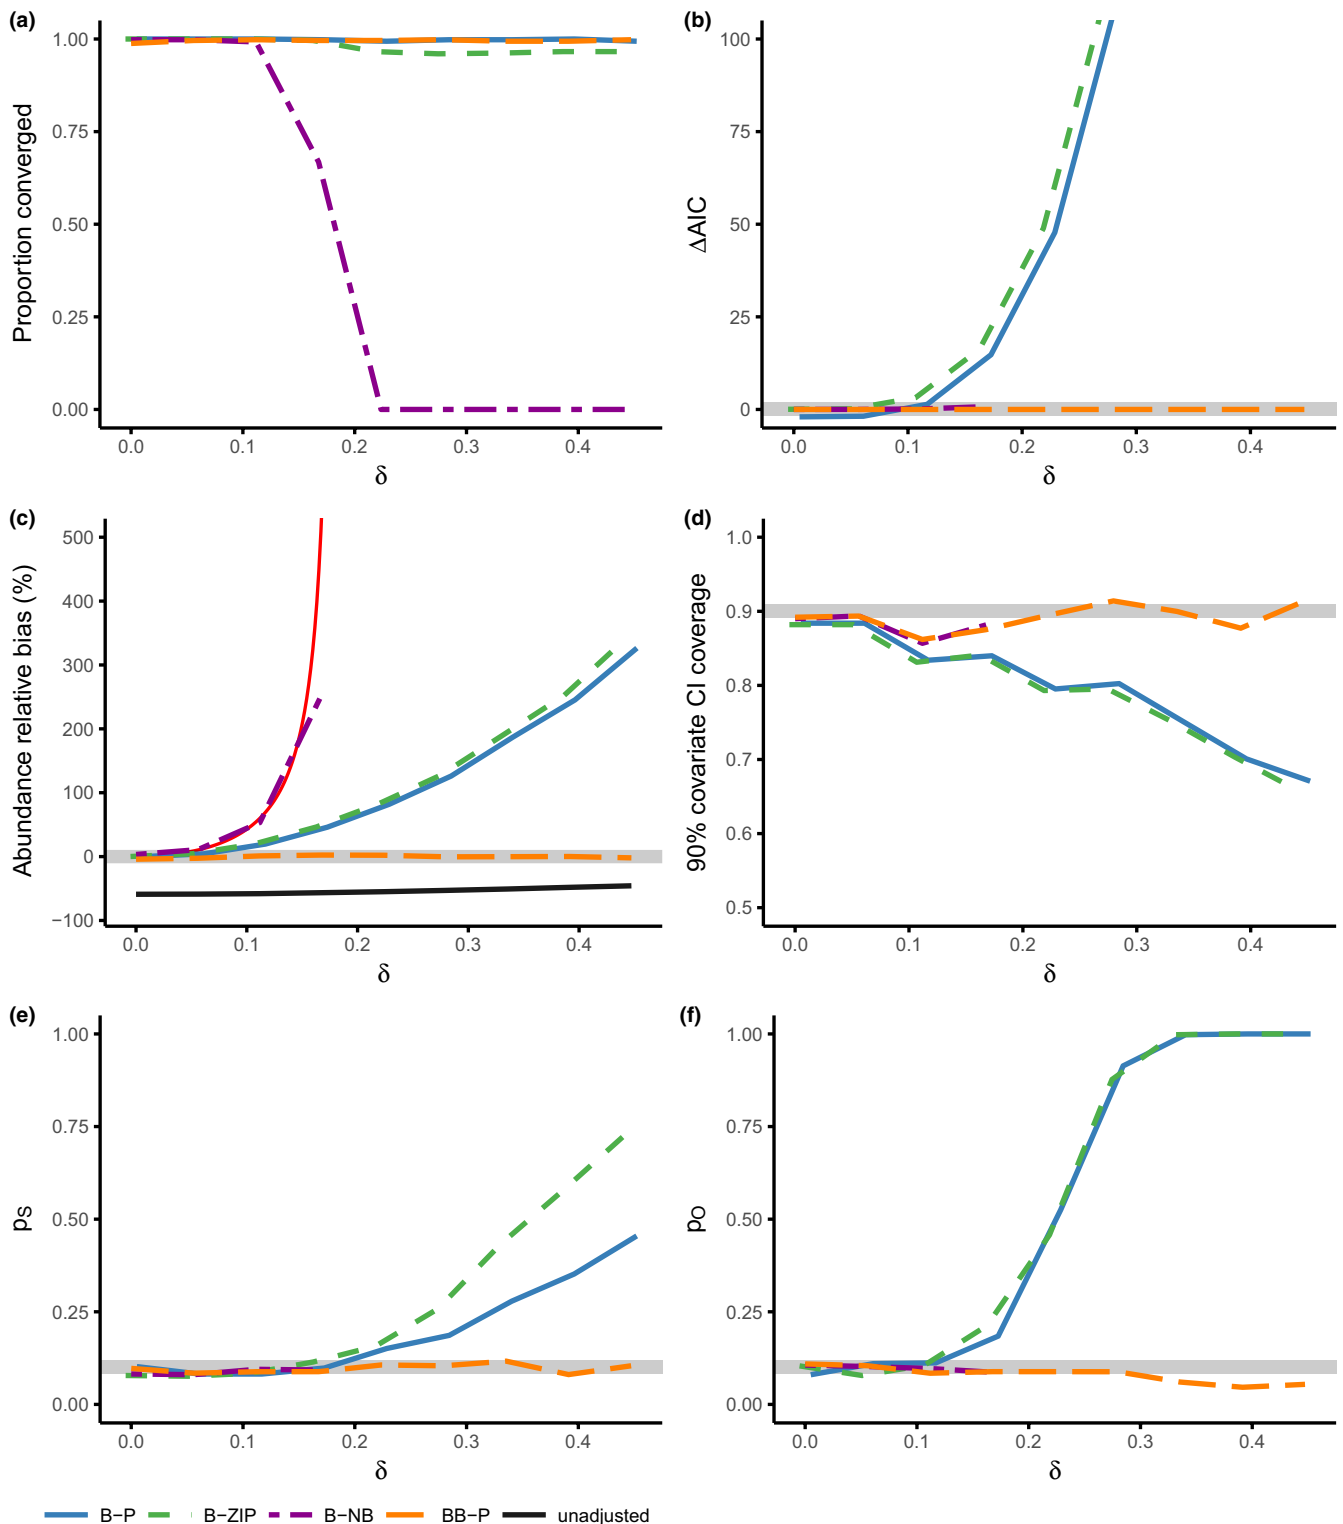 (a)
1.00
0.75
0.50
0.25
0.00
Proportion converged
0.0 0.1 0.2 0.3 0.4
δ
(b)
100
75
50
25
0
ΔAIC
0.0 0.1 0.2 0.3 0.4
δ
(c)
500
400
300
200
100
0
−100
Abundance relative bias (%)
0.0 0.1 0.2 0.3 0.4
δ
(d)
1.0
0.9
0.8
0.7
0.6
0.5
90% covariate CI coverage
0.0 0.1 0.2 0.3 0.4
δ
(e)
1.00
0.75
0.50
0.25
0.00
pS
0.0 0.1 0.2 0.3 0.4
δ
(f)
1.00
0.75
0.50
0.25
0.00
pO
0.0 0.1 0.2 0.3 0.4
δ
B−P B−ZIP B−NB BB−P unadjusted